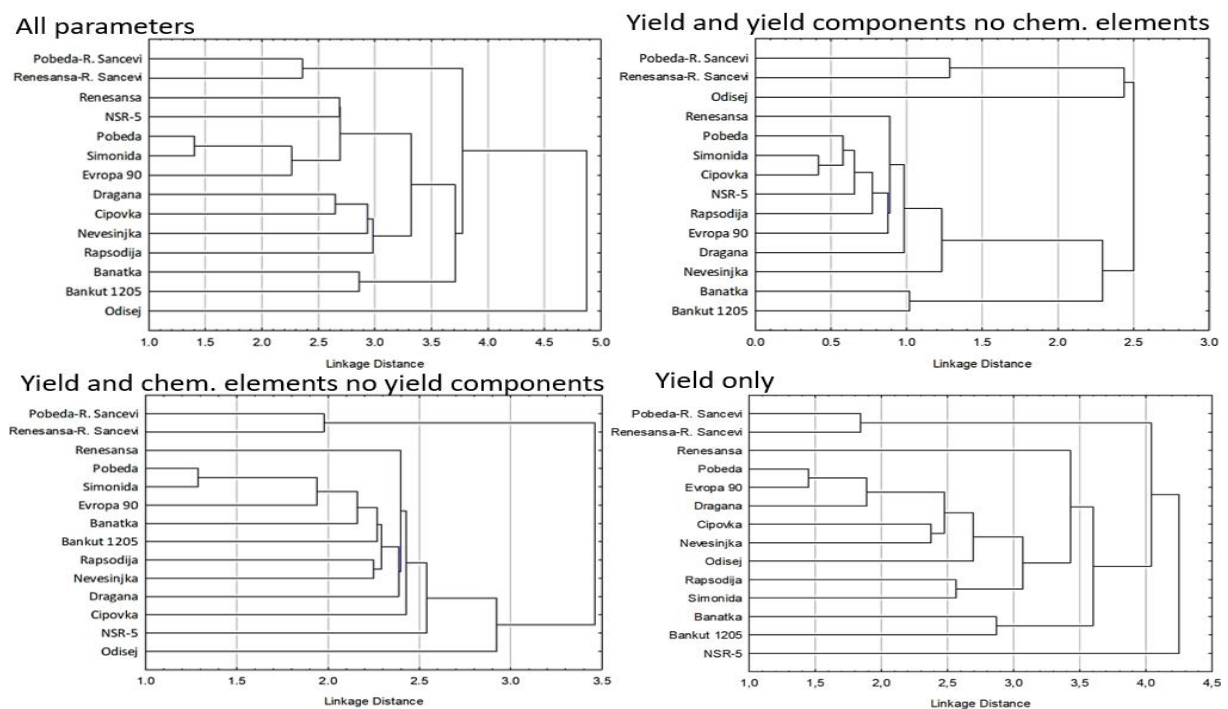 All parameters
Pobeda-R. Sancevi
Renesansa-R. Sancevi
Renesansa
NSR-5
Pobeda
Simonida
Evropa 90
Dragana
Cipovka
Nevesinjka
Rapsodija
Banatka
Bankut 1205
Odisej
1.0 1.5 2.0 2.5 3.0 3.5 4.0 4.5 5.0
Linkage Distance
Yield and yield components no chem. elements
Pobeda-R. Sancevi
Renesansa-R. Sancevi
Odisej
Renesansa
Pobeda
Simonida
Cipovka
NSR-5
Rapsodija
Evropa 90
Dragana
Nevesinjka
Banatka
Bankut 1205
0.0 0.5 1.0 1.5 2.0 2.5 3.0
Linkage Distance
Yield and chem. elements no yield components
Pobeda-R. Sancevi
Renesansa-R. Sancevi
Renesansa
Pobeda
Simonida
Evropa 90
Banatka
Bankut 1205
Rapsodija
Nevesinjka
Dragana
Cipovka
NSR-5
Odisej
1.0 1.5 2.0 2.5 3.0 3.5
Linkage Distance
Yield only
Pobeda-R. Sancevi
Renesansa-R. Sancevi
Renesansa
Pobeda
Evropa 90
Dragana
Cipovka
Nevesinjka
Odisej
Rapsodija
Simonida
Banatka
Bankut 1205
NSR-5
1,0 1,5 2,0 2,5 3,0 3,5 4,0 4,5
Linkage Distance